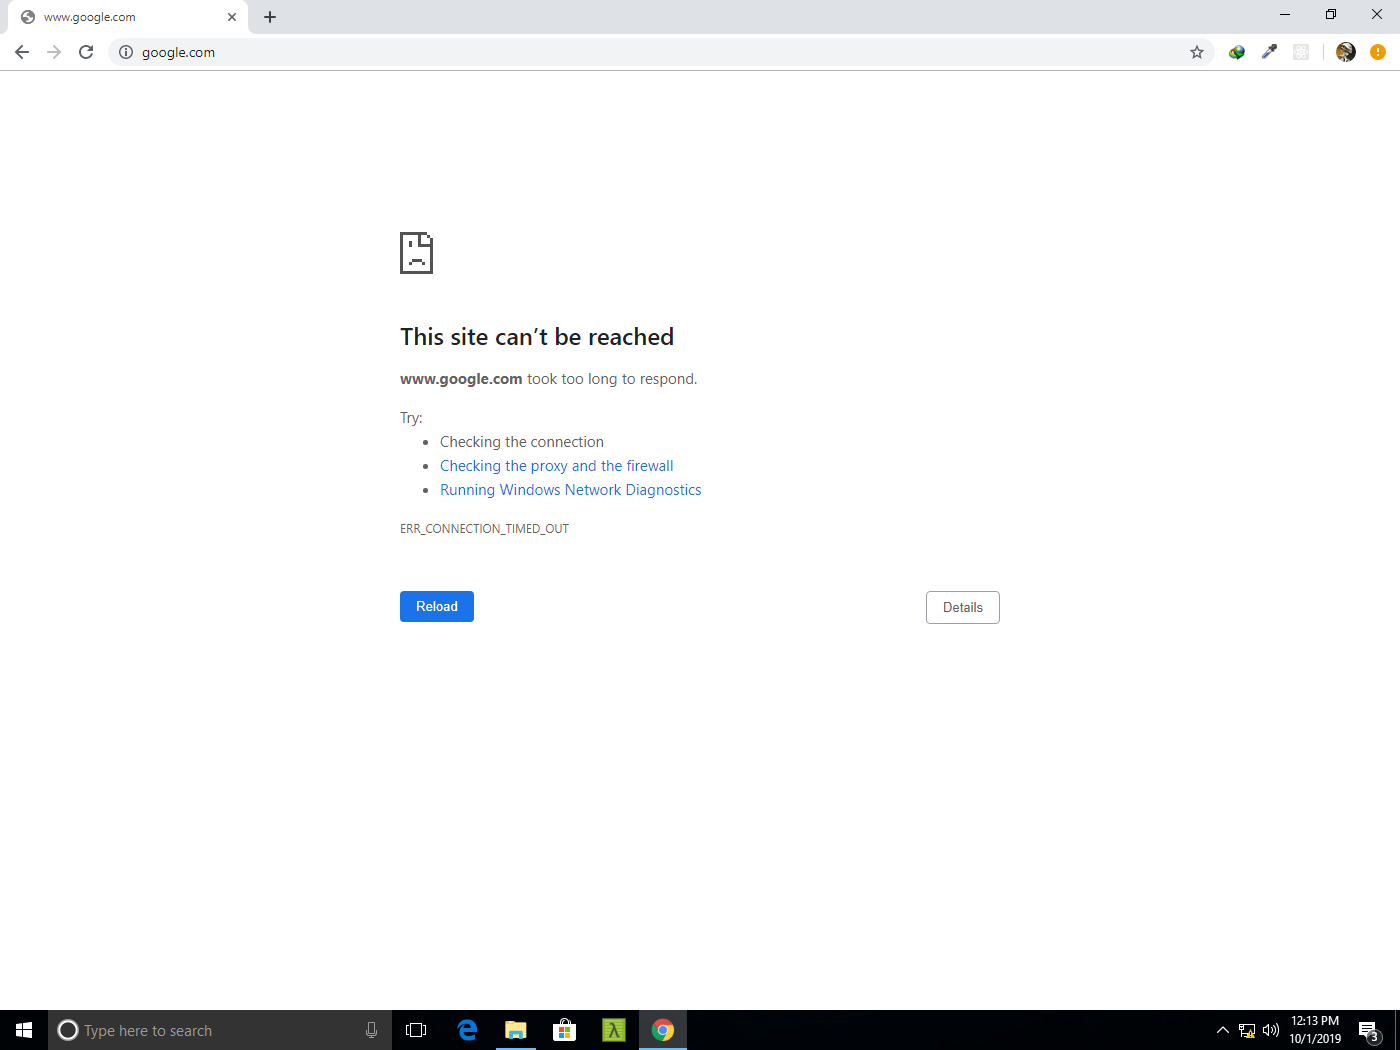 www.google.com
google.com
This site can’t be reached
www.google.com took too long to respond.
Try:
Checking the connection
Checking the proxy and the firewall
Running Windows Network Diagnostics
ERR_CONNECTION_TIMED_OUT
Reload
Details
Type here to search
12:13 PM
10/1/2019
3